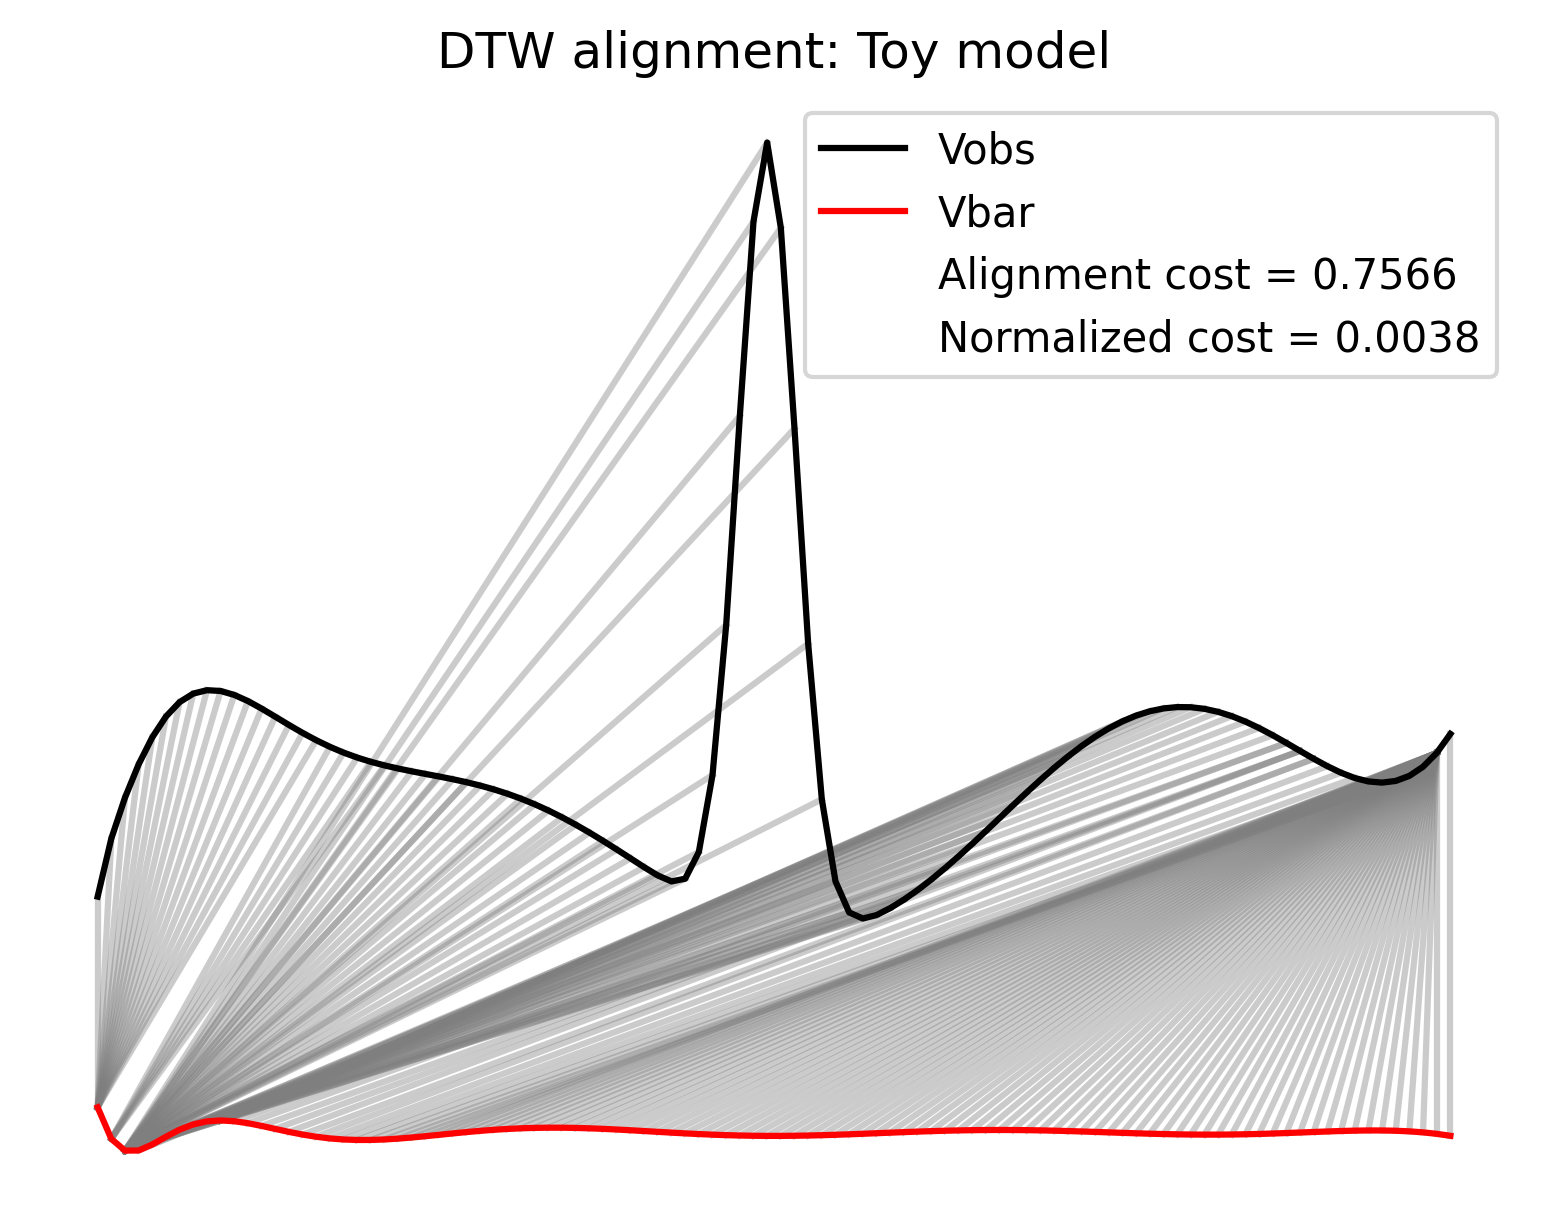 DTW alignment: Toy model
Vobs
Vbar
Alignment cost = 0.7566
Normalized cost = 0.0038